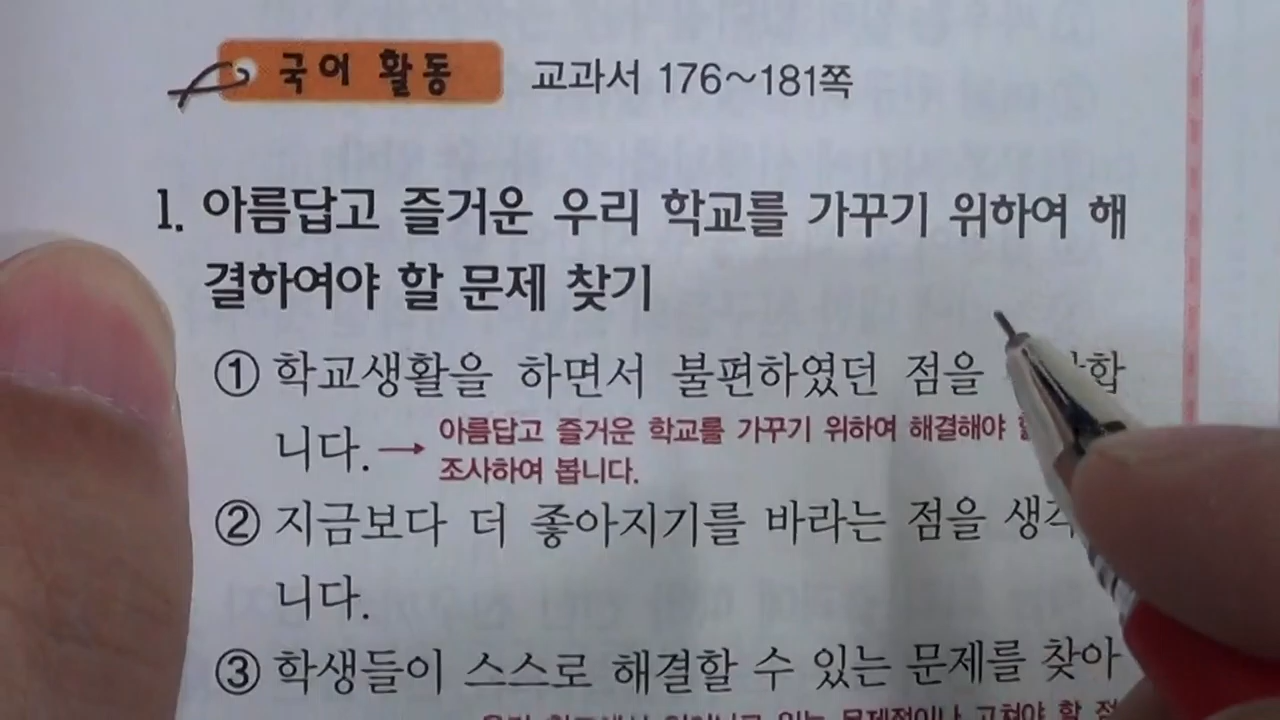 국어 활동 교과서 176~181쪽
1. 아름답고 즐거운 우리 학교를 가꾸기 위하여 해
결하여야 할 문제 찾기
① 학교생활을 하면서 불편하였던 점을
니다. → 아름답고 즐거운 학교를 가꾸기 위하여 해결해야
조사하여 봅니다.
② 지금보다 더 좋아지기를 바라는 점을
니다.
③ 학생들이 스스로 해결할 수 있는 문제를 찾아